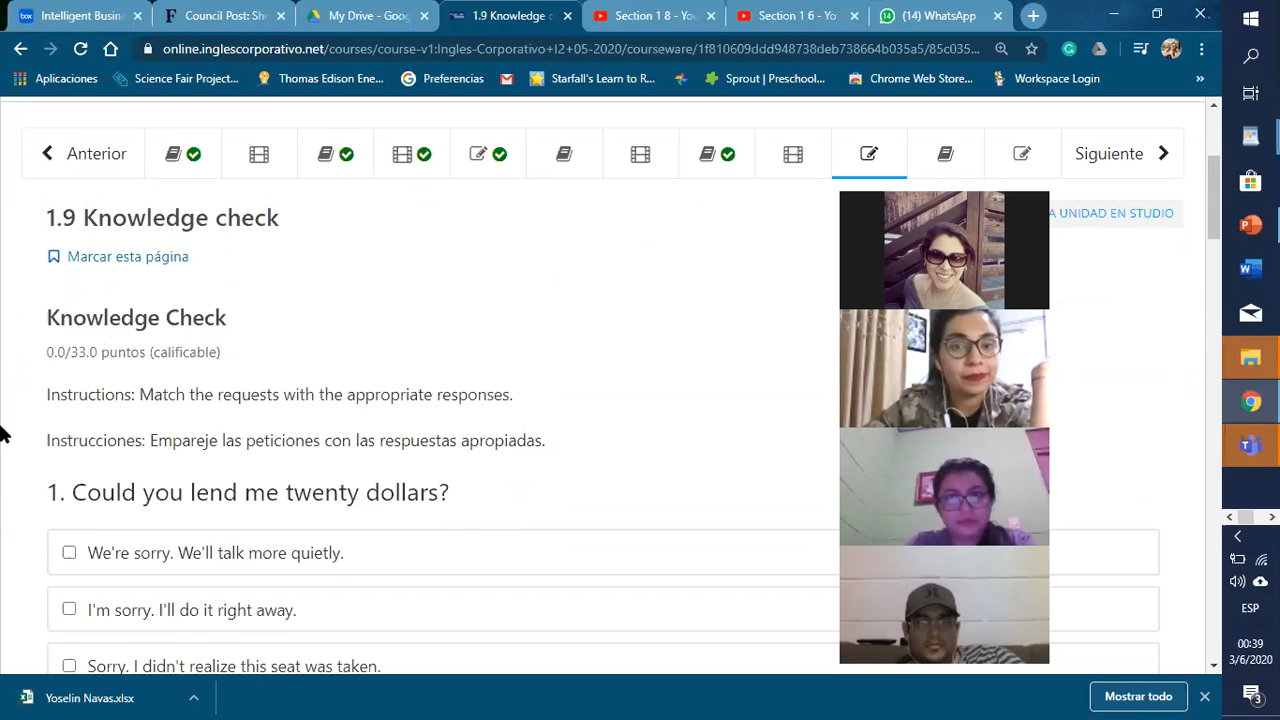 Intelligent Busin
Council Post: Sh
My Drive - Goo
1.9 Knowledge c
Section 1 8 - Yo
Section 1 6 - Yo
(14) WhatsApp
online.inglescorporativo.net/courses/course-v1:Ingles-Corporativo+I2+05-2020/courseware/1f810609ddd948738deb738664b035a5/85c035...
Aplicaciones
Science Fair Project...
Thomas Edison Ene...
Preferencias
Starfall's Learn to R...
Sprout | Preschool...
Chrome Web Store...
Workspace Login
»
Anterior
Siguiente
1.9 Knowledge check
A UNIDAD EN STUDIO
Marcar esta página
Knowledge Check
0.0/33.0 puntos (calificable)
Instructions: Match the requests with the appropriate responses.
Instrucciones: Empareje las peticiones con las respuestas apropiadas.
1. Could you lend me twenty dollars?
We're sorry. We'll talk more quietly.
I'm sorry. I'll do it right away.
Sorry. I didn't realize this seat was taken.
ESP
00:39
3/6/2020
3
Yoselin Navas.xlsx
Mostrar todo